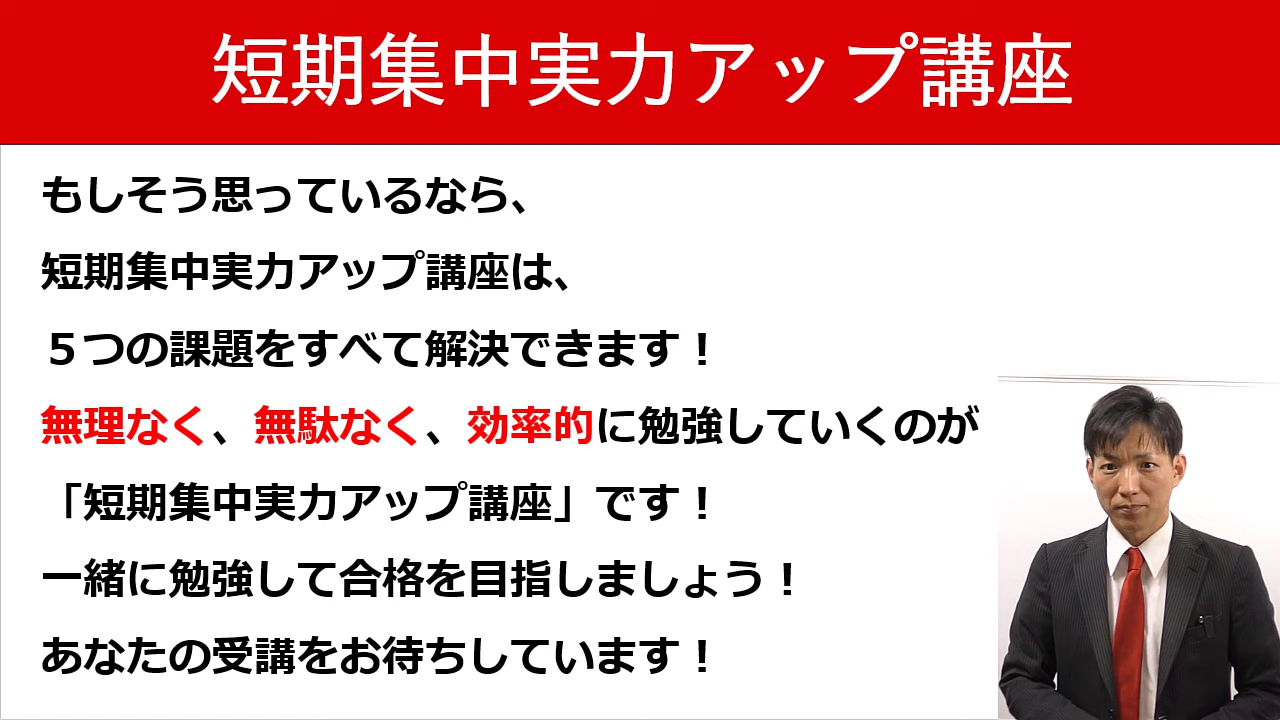 短期集中実力アップ講座
もしそう思っているなら、
短期集中実力アップ講座は、
５つの課題をすべて解決できます！
無理なく、無駄なく、効率的に勉強していくのが
「短期集中実力アップ講座」です！
一緒に勉強して合格を目指しましょう！
あなたの受講をお待ちしています！